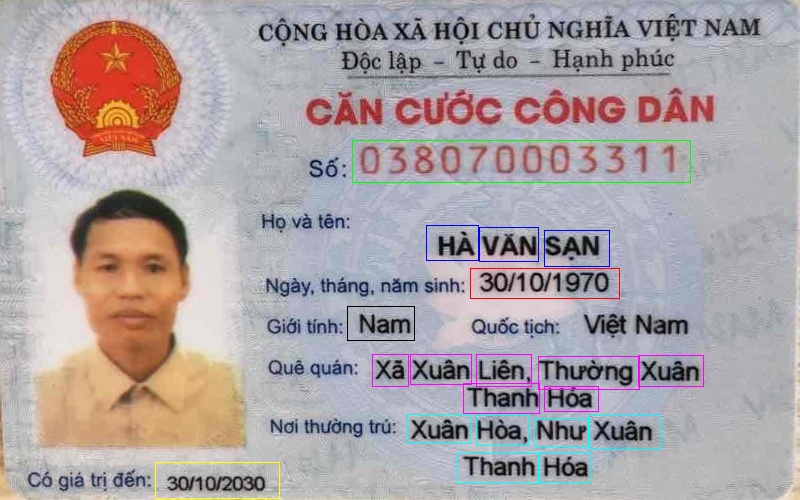 CỘNG HÒA XÃ HỘI CHỦ NGHĨA VIỆT NAM
Độc lập - Tự do - Hạnh phúc
CĂN CƯỚC CÔNG DÂN
Số: 038070003311
Họ và tên:
HÀ VĂN SẠN
Ngày, tháng, năm sinh: 30/10/1970
Giới tính: Nam Quốc tịch: Việt Nam
Quê quán: Xã Xuân Liên, Thường Xuân
Thanh Hóa
Nơi thường trú: Xuân Hòa, Như Xuân
Thanh Hóa
Có giá trị đến: 30/10/2030